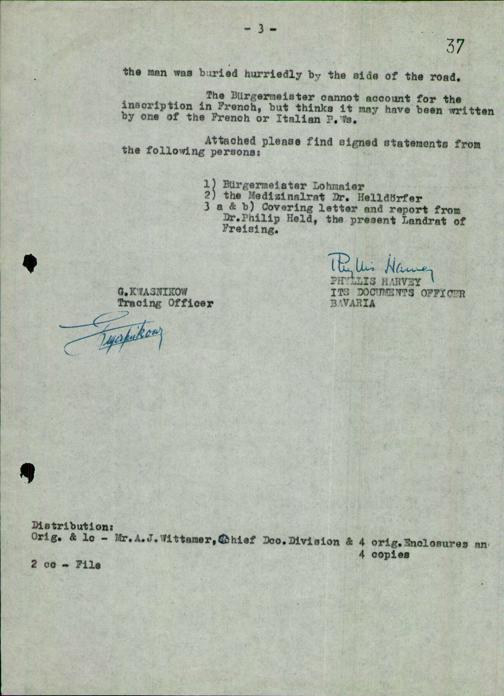 - 3 -
37
the man was buried hurriedly by the side of the road.
The Bürgermeister cannot account for the
inscription in French, but thinks it may have been written
by one of the French or Italian P.Ws.
Attached please find signed statements from
the following persons:
1) Bürgermeister Lohmaier
2) the Medizinalrat Dr. Helldörfer
3 a & b) Covering letter and report from
Dr.Philip Held, the present Landrat of
Freising.
Phyllis Harvey
PHYLLIS HARVEY
G.KWASNIKOW
ITS DOCUMENTS OFFICER
Tracing Officer
BAVARIA
Distribution:
Orig. & 1c - Mr.A.J.Wittamer, Chief Doc.Division & 4 orig.Enclosures an
4 copies
2 cc - File